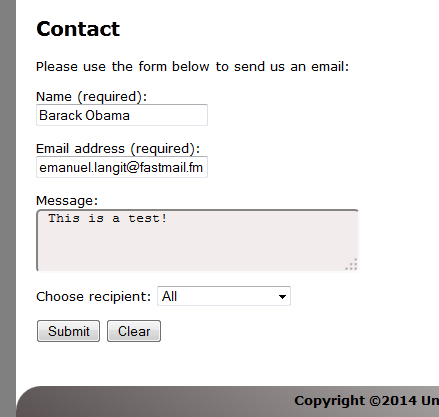 Contact
Please use the form below to send us an email:
Name (required):
Barack Obama
Email address (required):
emanuel.langit@fastmail.fm
Message:
This is a test!
Choose recipient: All
Submit Clear
Copyright ©2014